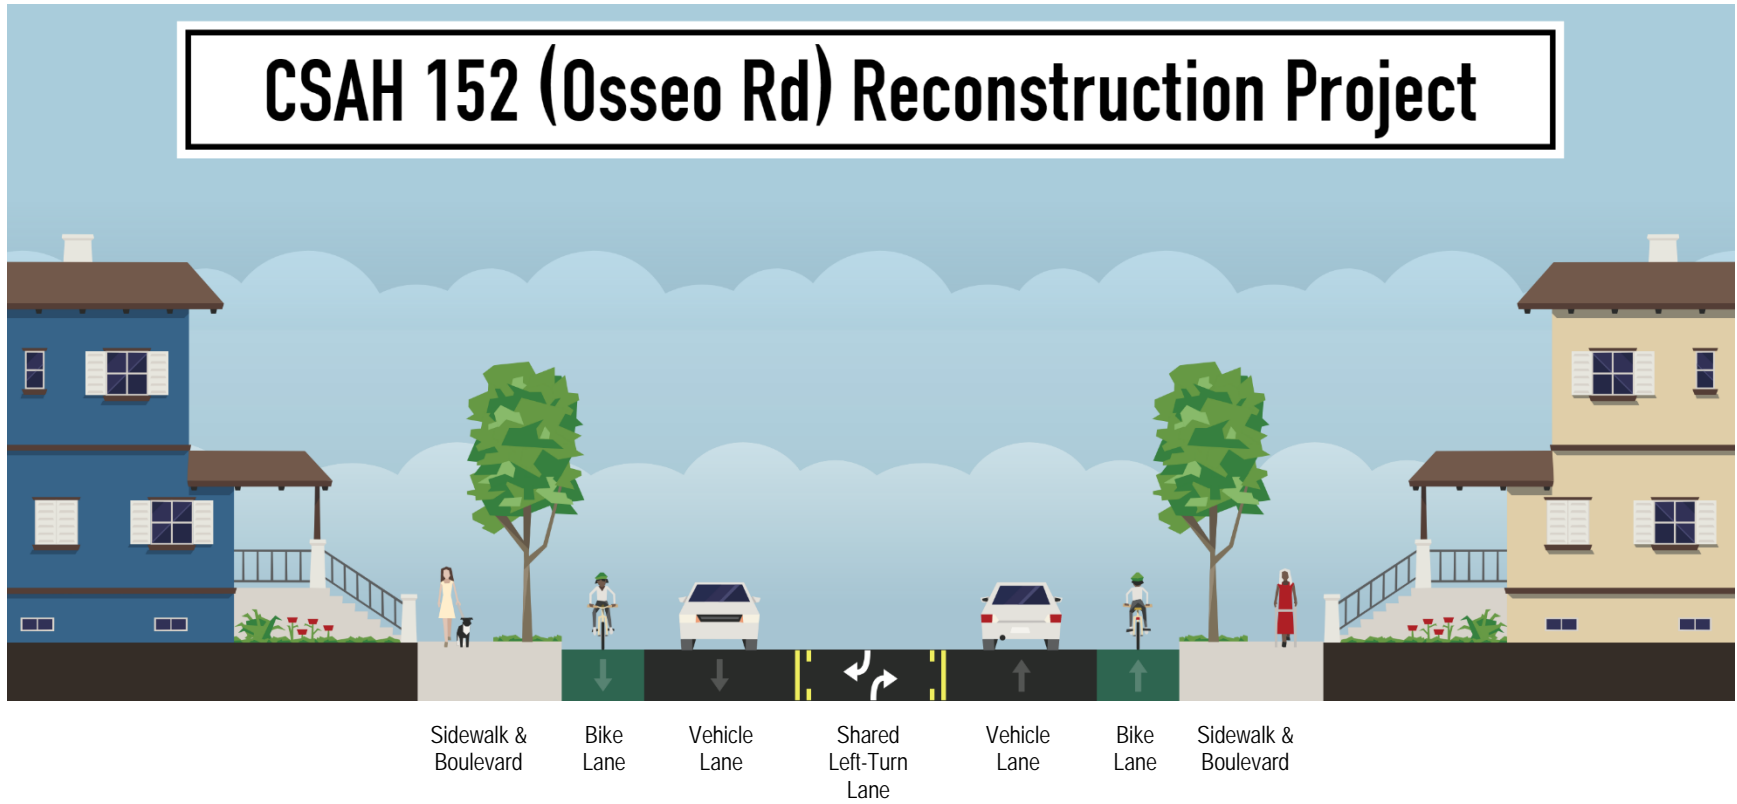 CSAH 152 (Osseo Rd) Reconstruction Project
Sidewalk &
Boulevard
Bike
Lane
Vehicle
Lane
Shared
Left-Turn
Lane
Vehicle
Lane
Bike
Lane
Sidewalk &
Boulevard